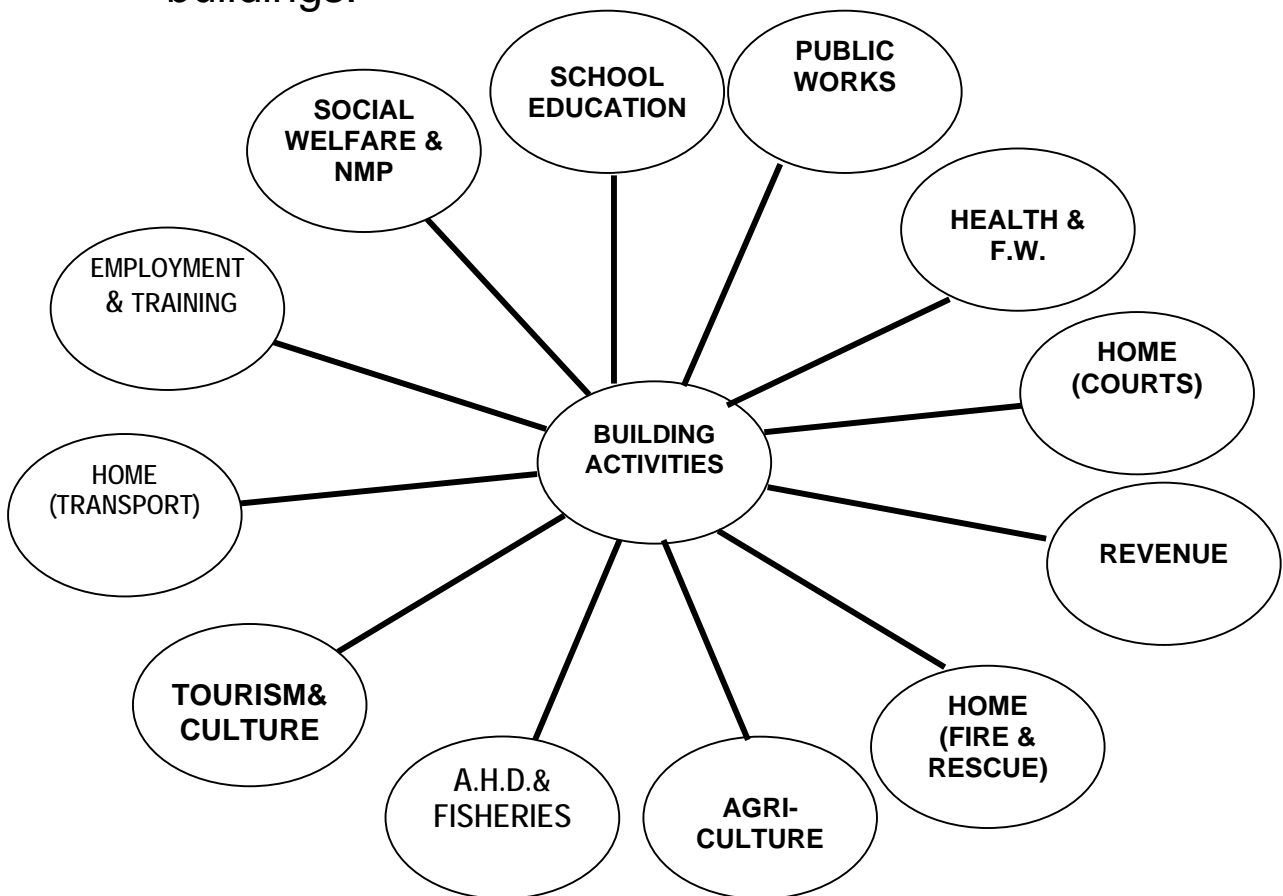 buildings.
PUBLIC
WORKS
SCHOOL
EDUCATION
SOCIAL
WELFARE &
NMP
HEALTH &
F.W.
EMPLOYMENT
& TRAINING
HOME
(COURTS)
BUILDING
ACTIVITIES
HOME
(TRANSPORT)
REVENUE
TOURISM&
CULTURE
HOME
(FIRE &
RESCUE)
A.H.D.&
FISHERIES
AGRI-
CULTURE